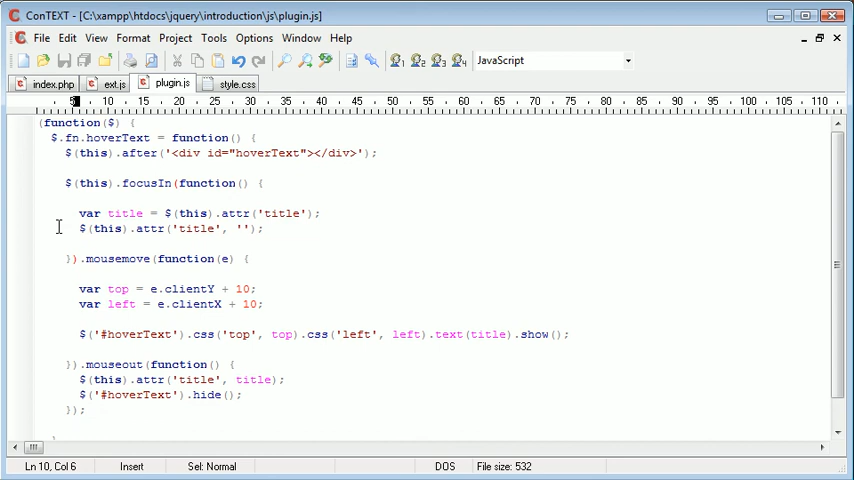 ConTEXT - [C:\xampp\htdocs\jquery\introduction\js\plugin.js]
File Edit View Format Project Tools Options Window Help
1 2 3 4 JavaScript
index.php ext.js plugin.js style.css
5 10 15 20 25 30 35 40 45 50 55 60 65 70 75 80 85 90 95 100 105 110
(function($) {
$.fn.hoverText = function() {
$(this).after('<div id="hoverText"></div>');
$(this).focusIn(function() {
var title = $(this).attr('title');
$(this).attr('title', '');
}).mousemove(function(e) {
var top = e.clientY + 10;
var left = e.clientX + 10;
$('#hoverText').css('top', top).css('left', left).text(title).show();
}).mouseout(function() {
$(this).attr('title', title);
$('#hoverText').hide();
});
Ln 10, Col 6 Insert Sel: Normal DOS File size: 532